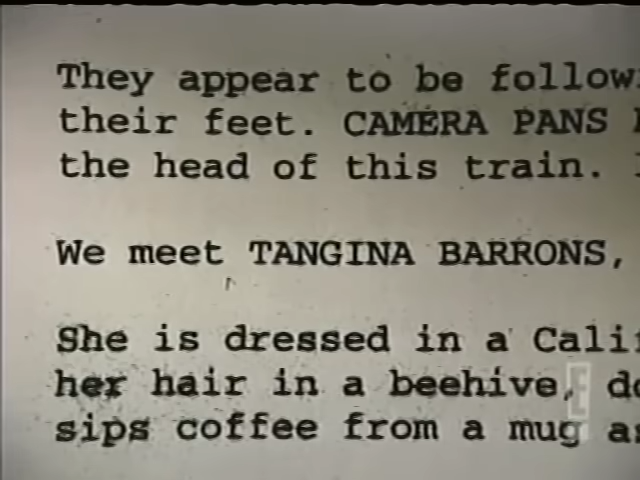 They appear to be follow
their feet. CAMERA PANS
the head of this train.
We meet TANGINA BARRONS,
She is dressed in a Cali
her hair in a beehive, do
sips coffee from a mug as
E